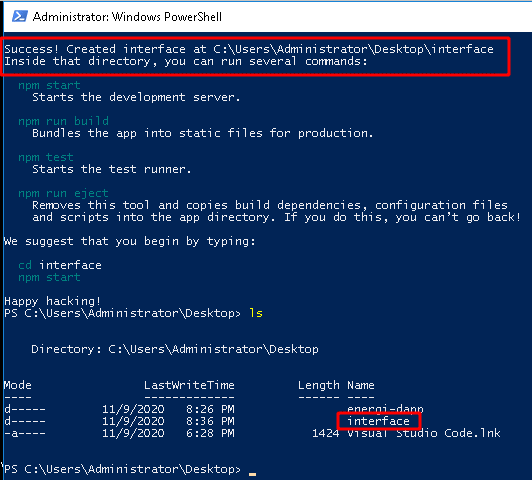 Administrator: Windows PowerShell
Success! Created interface at C:\Users\Administrator\Desktop\interface
Inside that directory, you can run several commands:
npm start
Starts the development server.
npm run build
Bundles the app into static files for production.
npm test
Starts the test runner.
npm run eject
Removes this tool and copies build dependencies, configuration files
and scripts into the app directory. If you do this, you can't go back!
We suggest that you begin by typing:
cd interface
npm start
Happy hacking!
PS C:\Users\Administrator\Desktop> ls
Directory: C:\Users\Administrator\Desktop
Mode LastWriteTime Length Name
---- ------------- ------ ----
d----- 11/9/2020 8:26 PM energi-dapp
d----- 11/9/2020 8:36 PM interface
-a---- 11/9/2020 6:28 PM 1424 Visual Studio Code.lnk
PS C:\Users\Administrator\Desktop> _